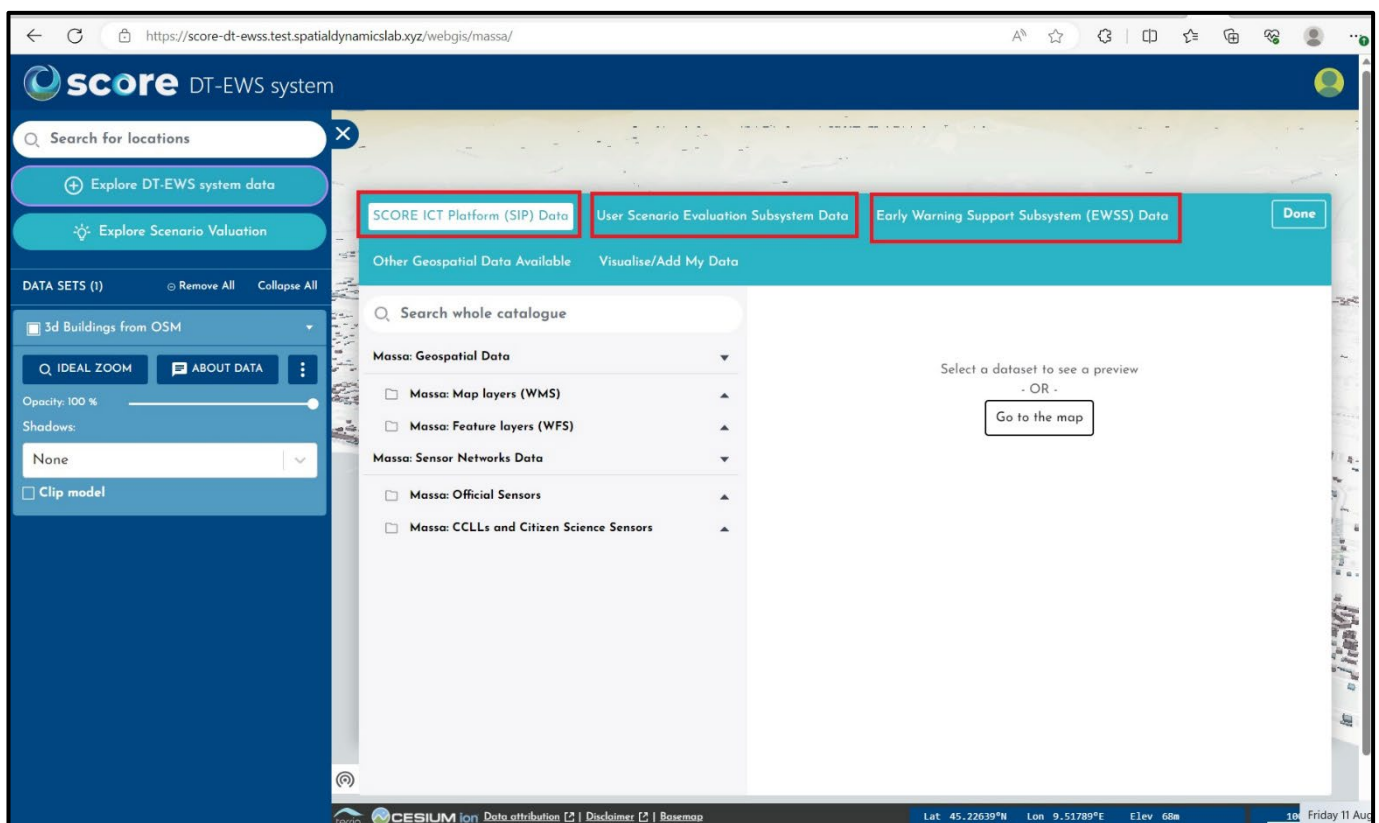 https://score-dt-ewss.test.spatialdynamicslab.xyz/webgis/massa/
score DT-EWS system
Search for locations
Explore DT-EWS system data
Explore Scenario Valuation
DATA SETS (1) Remove All Collapse All
3d Buildings from OSM
IDEAL ZOOM ABOUT DATA
Opacity: 100 %
Shadows:
None
Clip model
SCORE ICT Platform (SIP) Data User Scenario Evaluation Subsystem Data Early Warning Support Subsystem (EWSS) Data Done
Other Geospatial Data Available Visualise/Add My Data
Search whole catalogue
Massa: Geospatial Data
Massa: Map layers (WMS)
Massa: Feature layers (WFS)
Massa: Sensor Networks Data
Massa: Official Sensors
Massa: CCLLs and Citizen Science Sensors
Select a dataset to see a preview
- OR -
Go to the map
CESIUM ion Data attribution | Disclaimer | Basemap
Lat 45.22639°N Lon 9.51789°E Elev 68m
Friday 11 Aug